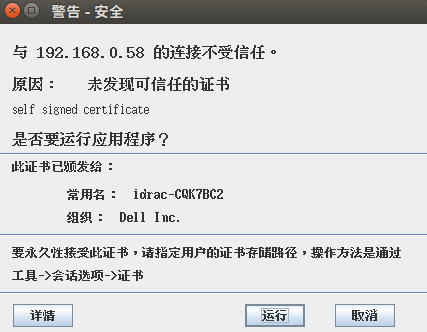 警告 - 安全
与 192.168.0.58 的连接不受信任。
原因： 未发现可信任的证书
self signed certificate
是否要运行应用程序？
此证书已颁发给：
常用名： idrac-CQK7BC2
组织： Dell Inc.
要永久性接受此证书，请指定用户的证书存储路径，操作方法是通过
工具->会话选项->证书
详情 运行 取消